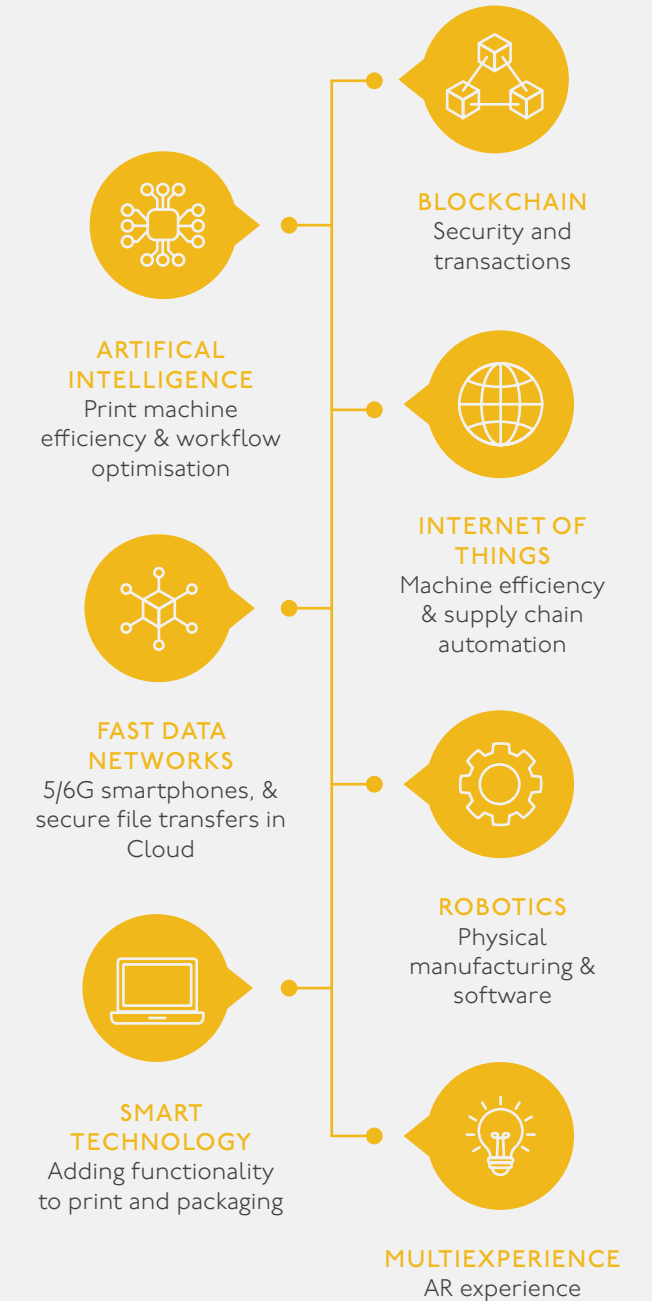 BLOCKCHAIN
Security and
transactions
ARTIFICAL
INTELLIGENCE
Print machine
efficiency & workflow
optimisation
INTERNET OF
THINGS
Machine efficiency
& supply chain
automation
FAST DATA
NETWORKS
5/6G smartphones, &
secure file transfers in
Cloud
ROBOTICS
Physical
manufacturing &
software
SMART
TECHNOLOGY
Adding functionality
to print and packaging
MULTIEXPERIENCE
AR experience